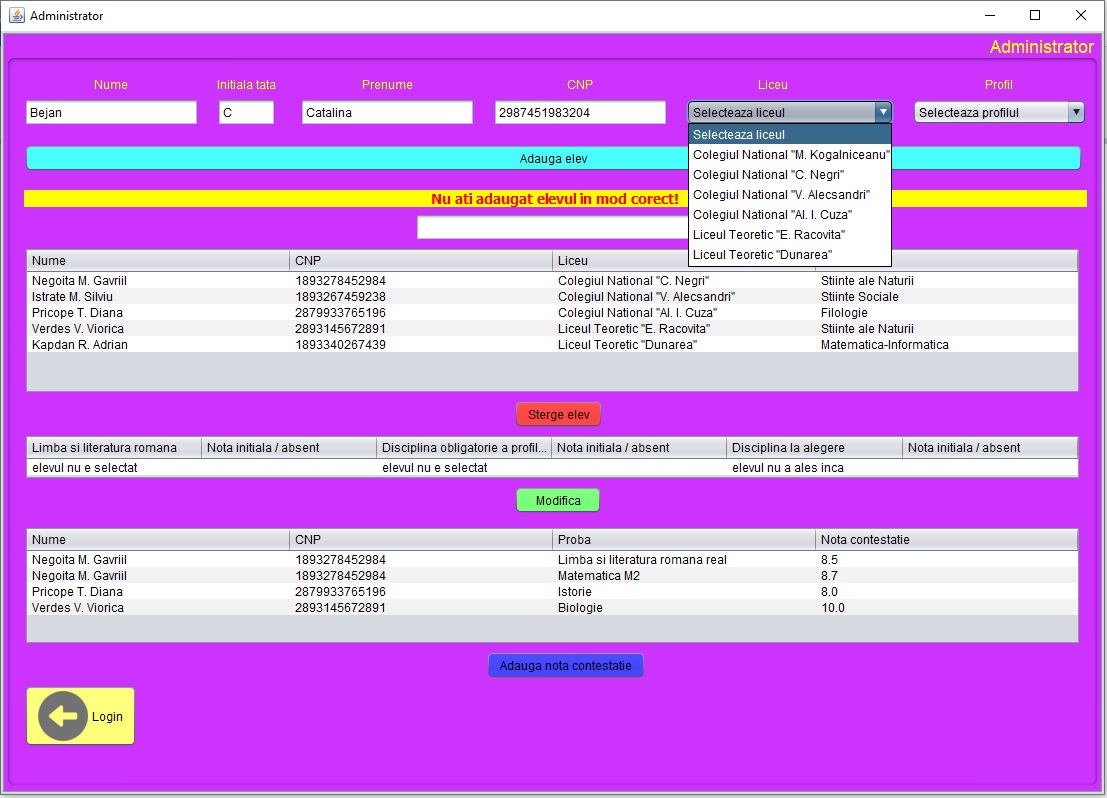 Administrator
Administrator
Nume Initiala tata Prenume CNP Liceu Profil
Bejan C Catalina 2987451983204 Selecteaza liceul Selecteaza profilul
Selecteaza liceul
Colegiul National "M. Kogalniceanu"
Colegiul National "C. Negri"
Colegiul National "V. Alecsandri"
Colegiul National "Al. I. Cuza"
Liceul Teoretic "E. Racovita"
Liceul Teoretic "Dunarea"
Adauga elev
Nu ati adaugat elevul in mod corect!
Nume CNP Liceu
Negoita M. Gavriil 1893278452984 Colegiul National "C. Negri" Stiinte ale Naturii
Istrate M. Silviu 1893267459238 Colegiul National "V. Alecsandri" Stiinte Sociale
Pricope T. Diana 2879933765196 Colegiul National "Al. I. Cuza" Filologie
Verdes V. Viorica 2893145672891 Liceul Teoretic "E. Racovita" Stiinte ale Naturii
Kapdan R. Adrian 1893340267439 Liceul Teoretic "Dunarea" Matematica-Informatica
Sterge elev
Limba si literatura romana Nota initiala / absent Disciplina obligatorie a profil... Nota initiala / absent Disciplina la alegere Nota initiala / absent
elevul nu e selectat elevul nu e selectat elevul nu a ales inca
Modifica
Nume CNP Proba Nota contestatie
Negoita M. Gavriil 1893278452984 Limba si literatura romana real 8.5
Negoita M. Gavriil 1893278452984 Matematica M2 8.7
Pricope T. Diana 2879933765196 Istorie 8.0
Verdes V. Viorica 2893145672891 Biologie 10.0
Adauga nota contestatie
Login